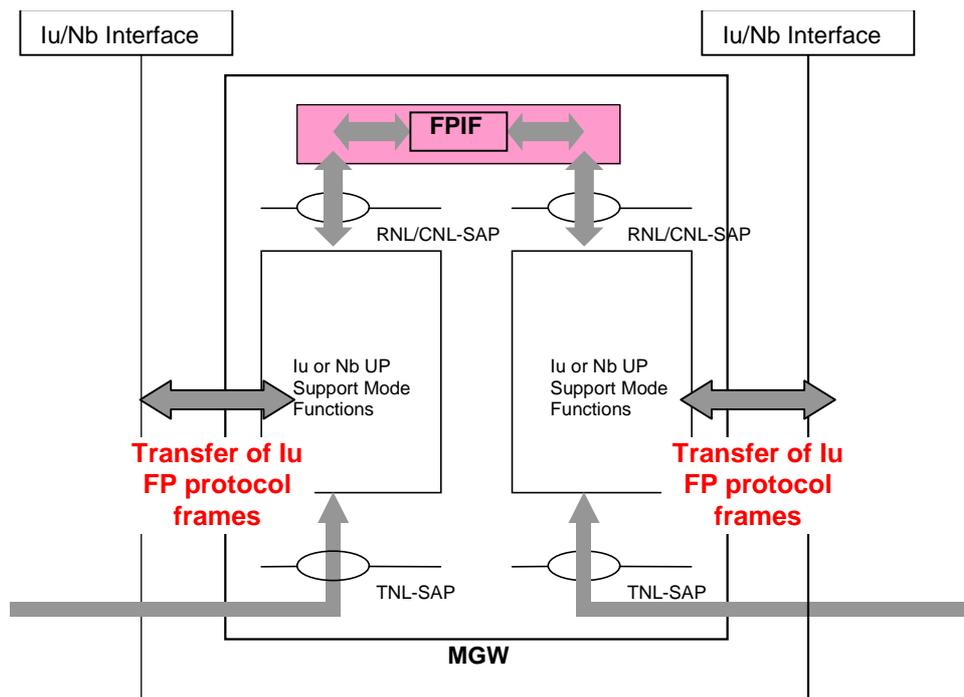 Iu/Nb Interface
Iu/Nb Interface
FPIF
RNL/CNL-SAP
RNL/CNL-SAP
Iu or Nb UP
Support Mode
Functions
Iu or Nb UP
Support Mode
Functions
Transfer of Iu
FP protocol
frames
Transfer of Iu
FP protocol
frames
TNL-SAP
TNL-SAP
MGW